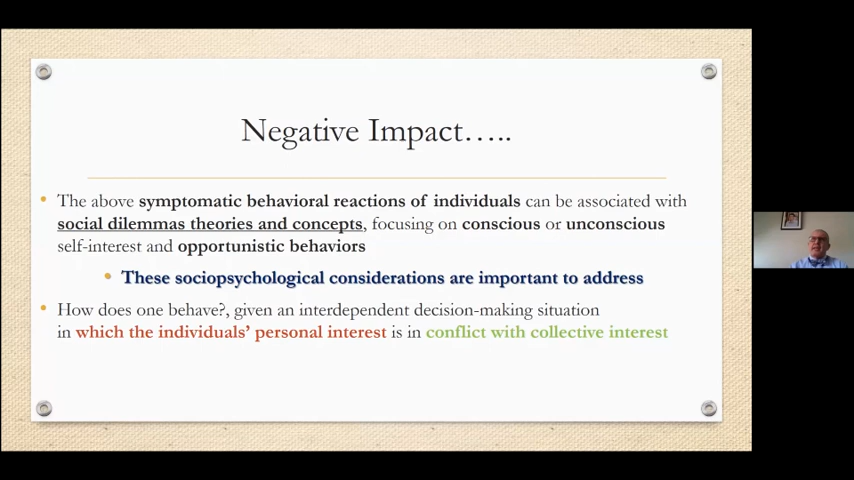 Negative Impact…..
The above symptomatic behavioral reactions of individuals can be associated with
social dilemmas theories and concepts, focusing on conscious or unconscious
self-interest and opportunistic behaviors
These sociopsychological considerations are important to address
How does one behave?, given an interdependent decision-making situation
in which the individuals’ personal interest is in conflict with collective interest